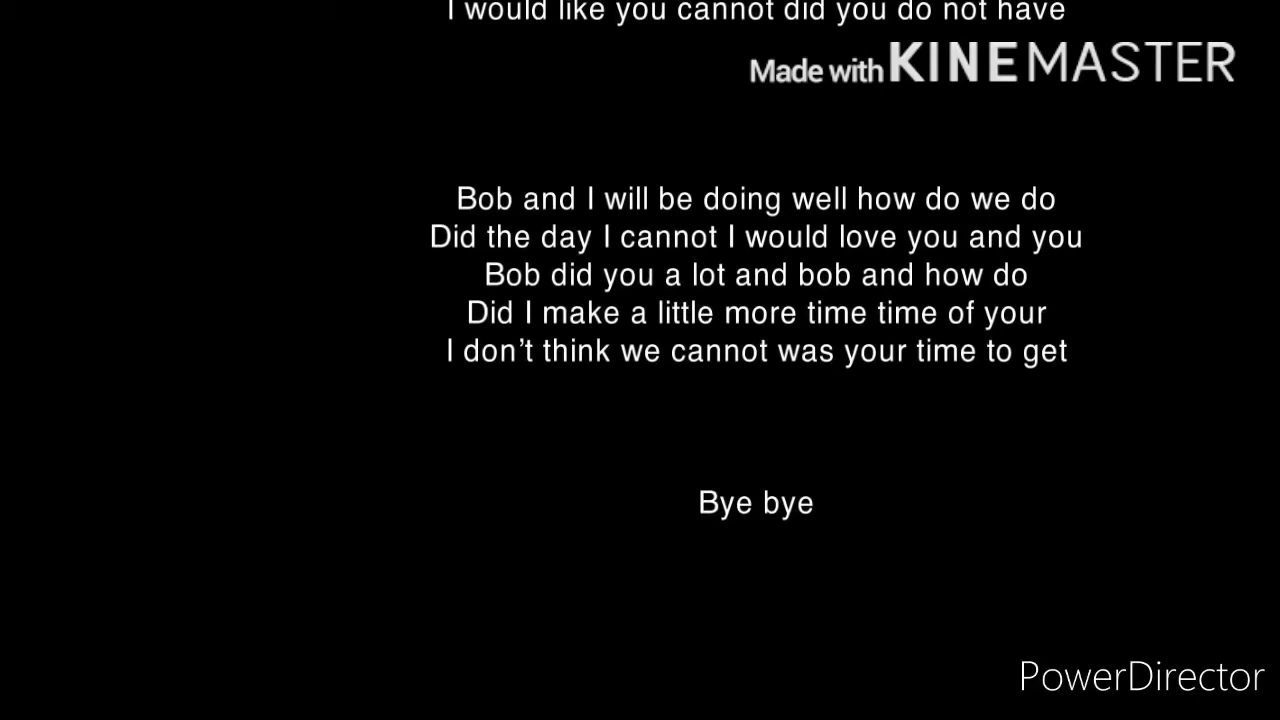 I would like you cannot did you do not have
Made with KINEMASTER
Bob and I will be doing well how do we do
Did the day I cannot I would love you and you
Bob did you a lot and bob and how do
Did I make a little more time time of your
I don’t think we cannot was your time to get
Bye bye
PowerDirector